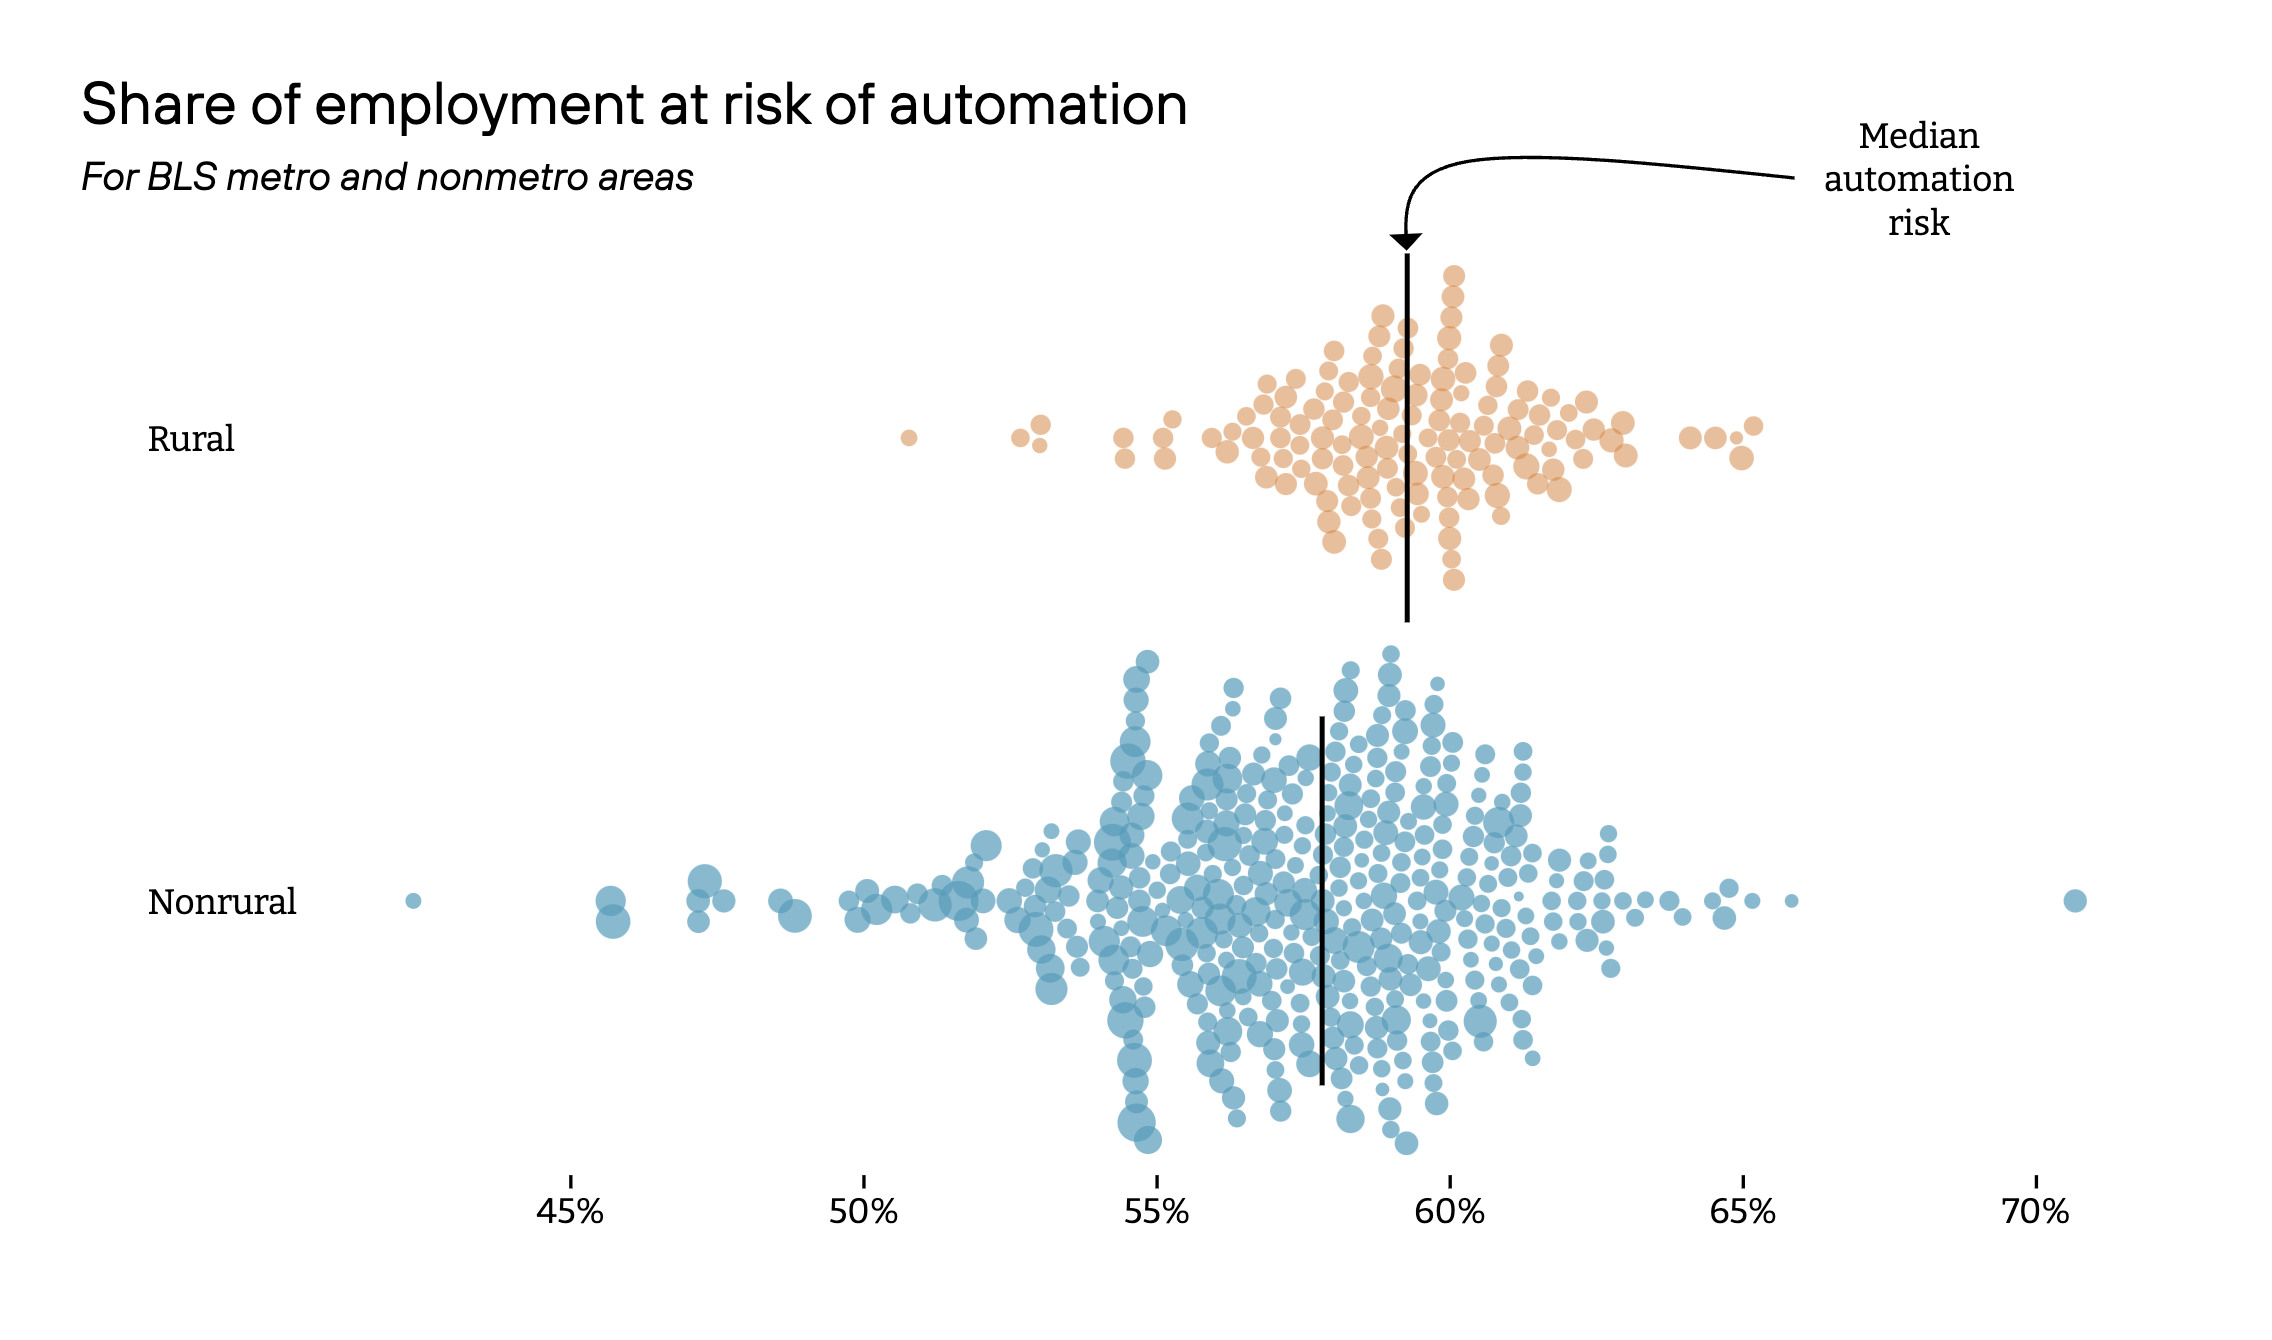 Share of employment at risk of automation
For BLS metro and nonmetro areas
Median
automation
risk
Rural
Nonrural
45% 50% 55% 60% 65% 70%